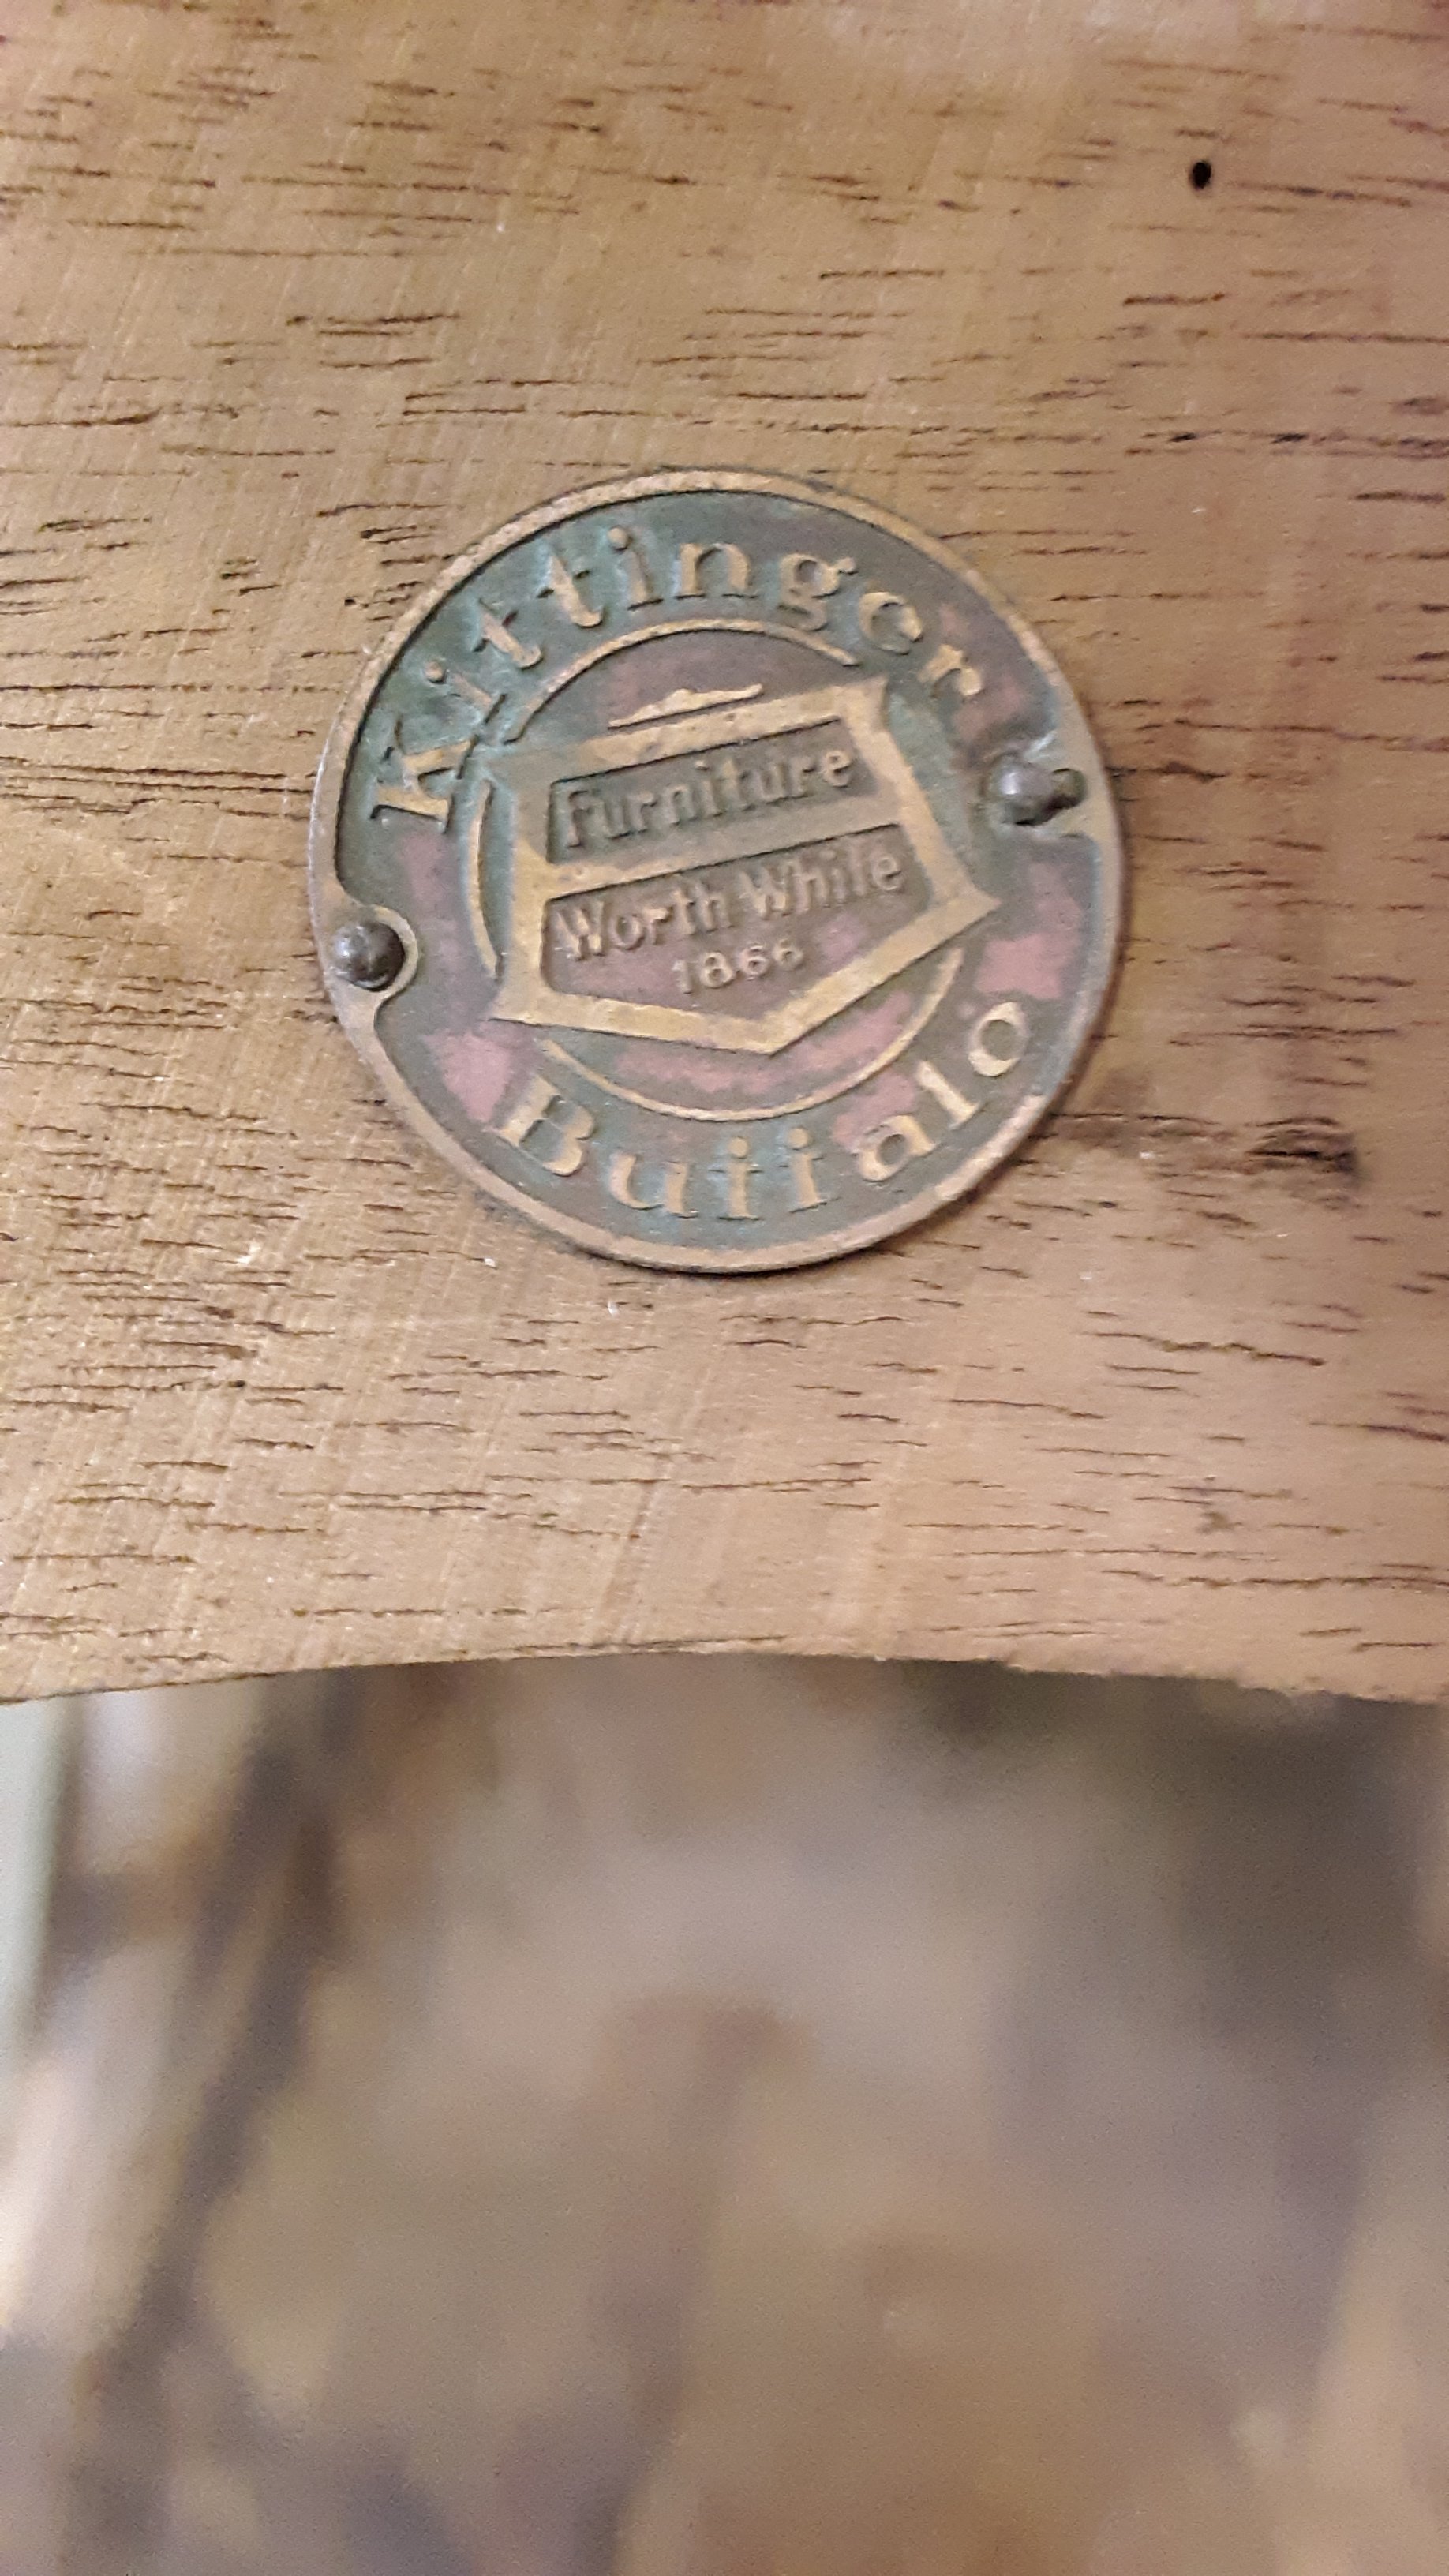 Kittinger
Furniture
Worth While
1866
Buffalo